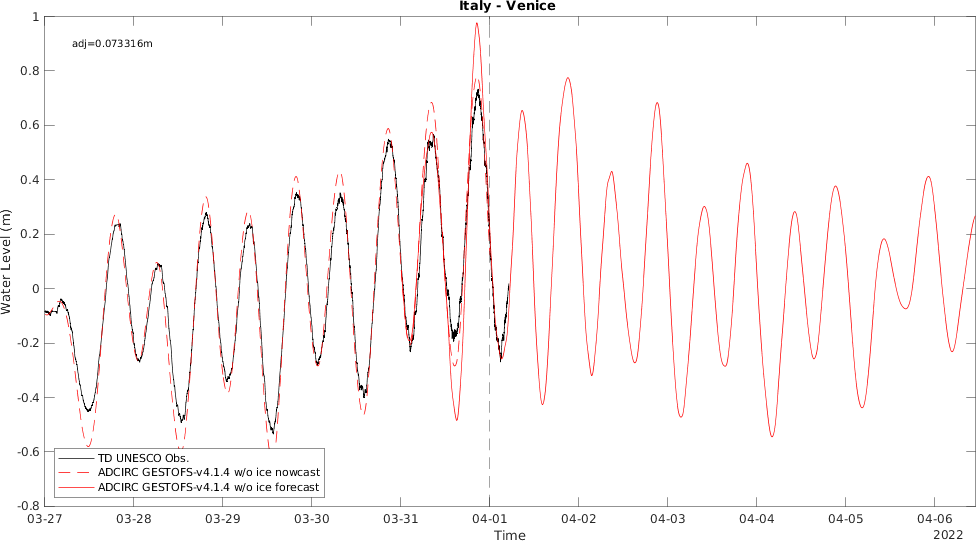 Italy - Venice
adj=0.073316m
1
0.8
0.6
0.4
0.2
0
-0.2
-0.4
-0.6
-0.8
Water Level (m)
TD UNESCO Obs.
ADCIRC GESTOFS-v4.1.4 w/o ice nowcast
ADCIRC GESTOFS-v4.1.4 w/o ice forecast
03-27 03-28 03-29 03-30 03-31 04-01 04-02 04-03 04-04 04-05 04-06
Time
2022